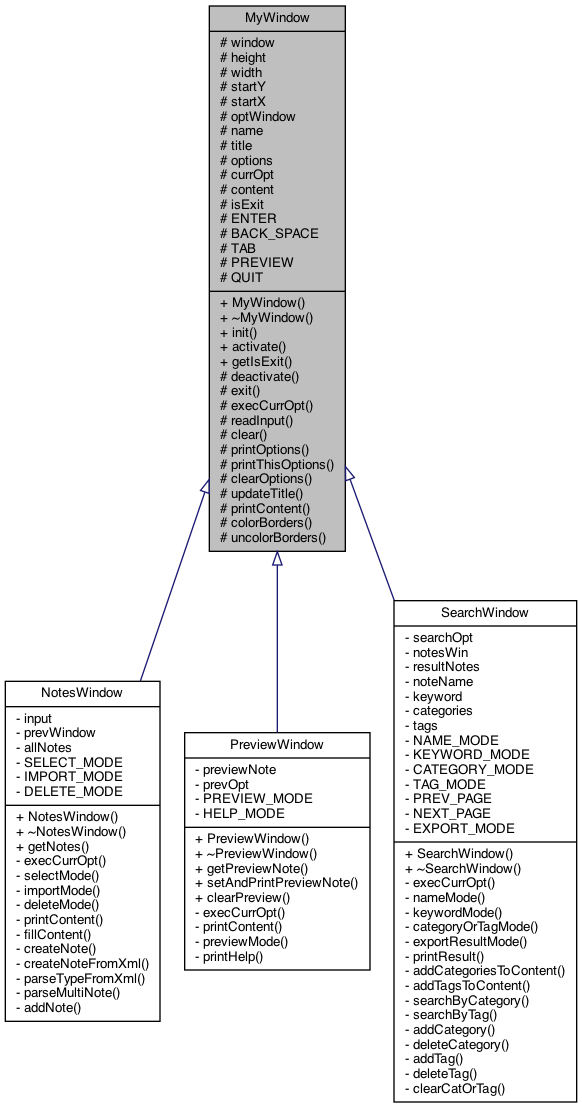 MyWindow
# window
# height
# width
# startY
# startX
# optWindow
# name
# title
# options
# currOpt
# content
# isExit
# ENTER
# BACK_SPACE
# TAB
# PREVIEW
# QUIT
+ MyWindow()
+ ~MyWindow()
+ init()
+ activate()
+ getIsExit()
# deactivate()
# exit()
# execCurrOpt()
# readInput()
# clear()
# printOptions()
# printThisOptions()
# clearOptions()
# updateTitle()
# printContent()
# colorBorders()
# uncolorBorders()
NotesWindow
- input
- prevWindow
- allNotes
- SELECT_MODE
- IMPORT_MODE
- DELETE_MODE
+ NotesWindow()
+ ~NotesWindow()
+ getNotes()
- execCurrOpt()
- selectMode()
- importMode()
- deleteMode()
- printContent()
- fillContent()
- createNote()
- createNoteFromXml()
- parseTypeFromXml()
- parseMultiNote()
- addNote()
PreviewWindow
- previewNote
- prevOpt
- PREVIEW_MODE
- HELP_MODE
+ PreviewWindow()
+ ~PreviewWindow()
+ getPreviewNote()
+ setAndPrintPreviewNote()
+ clearPreview()
- execCurrOpt()
- printContent()
- previewMode()
- printHelp()
SearchWindow
- searchOpt
- notesWin
- resultNotes
- noteName
- keyword
- categories
- tags
- NAME_MODE
- KEYWORD_MODE
- CATEGORY_MODE
- TAG_MODE
- PREV_PAGE
- NEXT_PAGE
- EXPORT_MODE
+ SearchWindow()
+ ~SearchWindow()
- execCurrOpt()
- nameMode()
- keywordMode()
- categoryOrTagMode()
- exportResultMode()
- printResult()
- addCategoriesToContent()
- addTagsToContent()
- searchByCategory()
- searchByTag()
- addCategory()
- deleteCategory()
- addTag()
- deleteTag()
- clearCatOrTag()